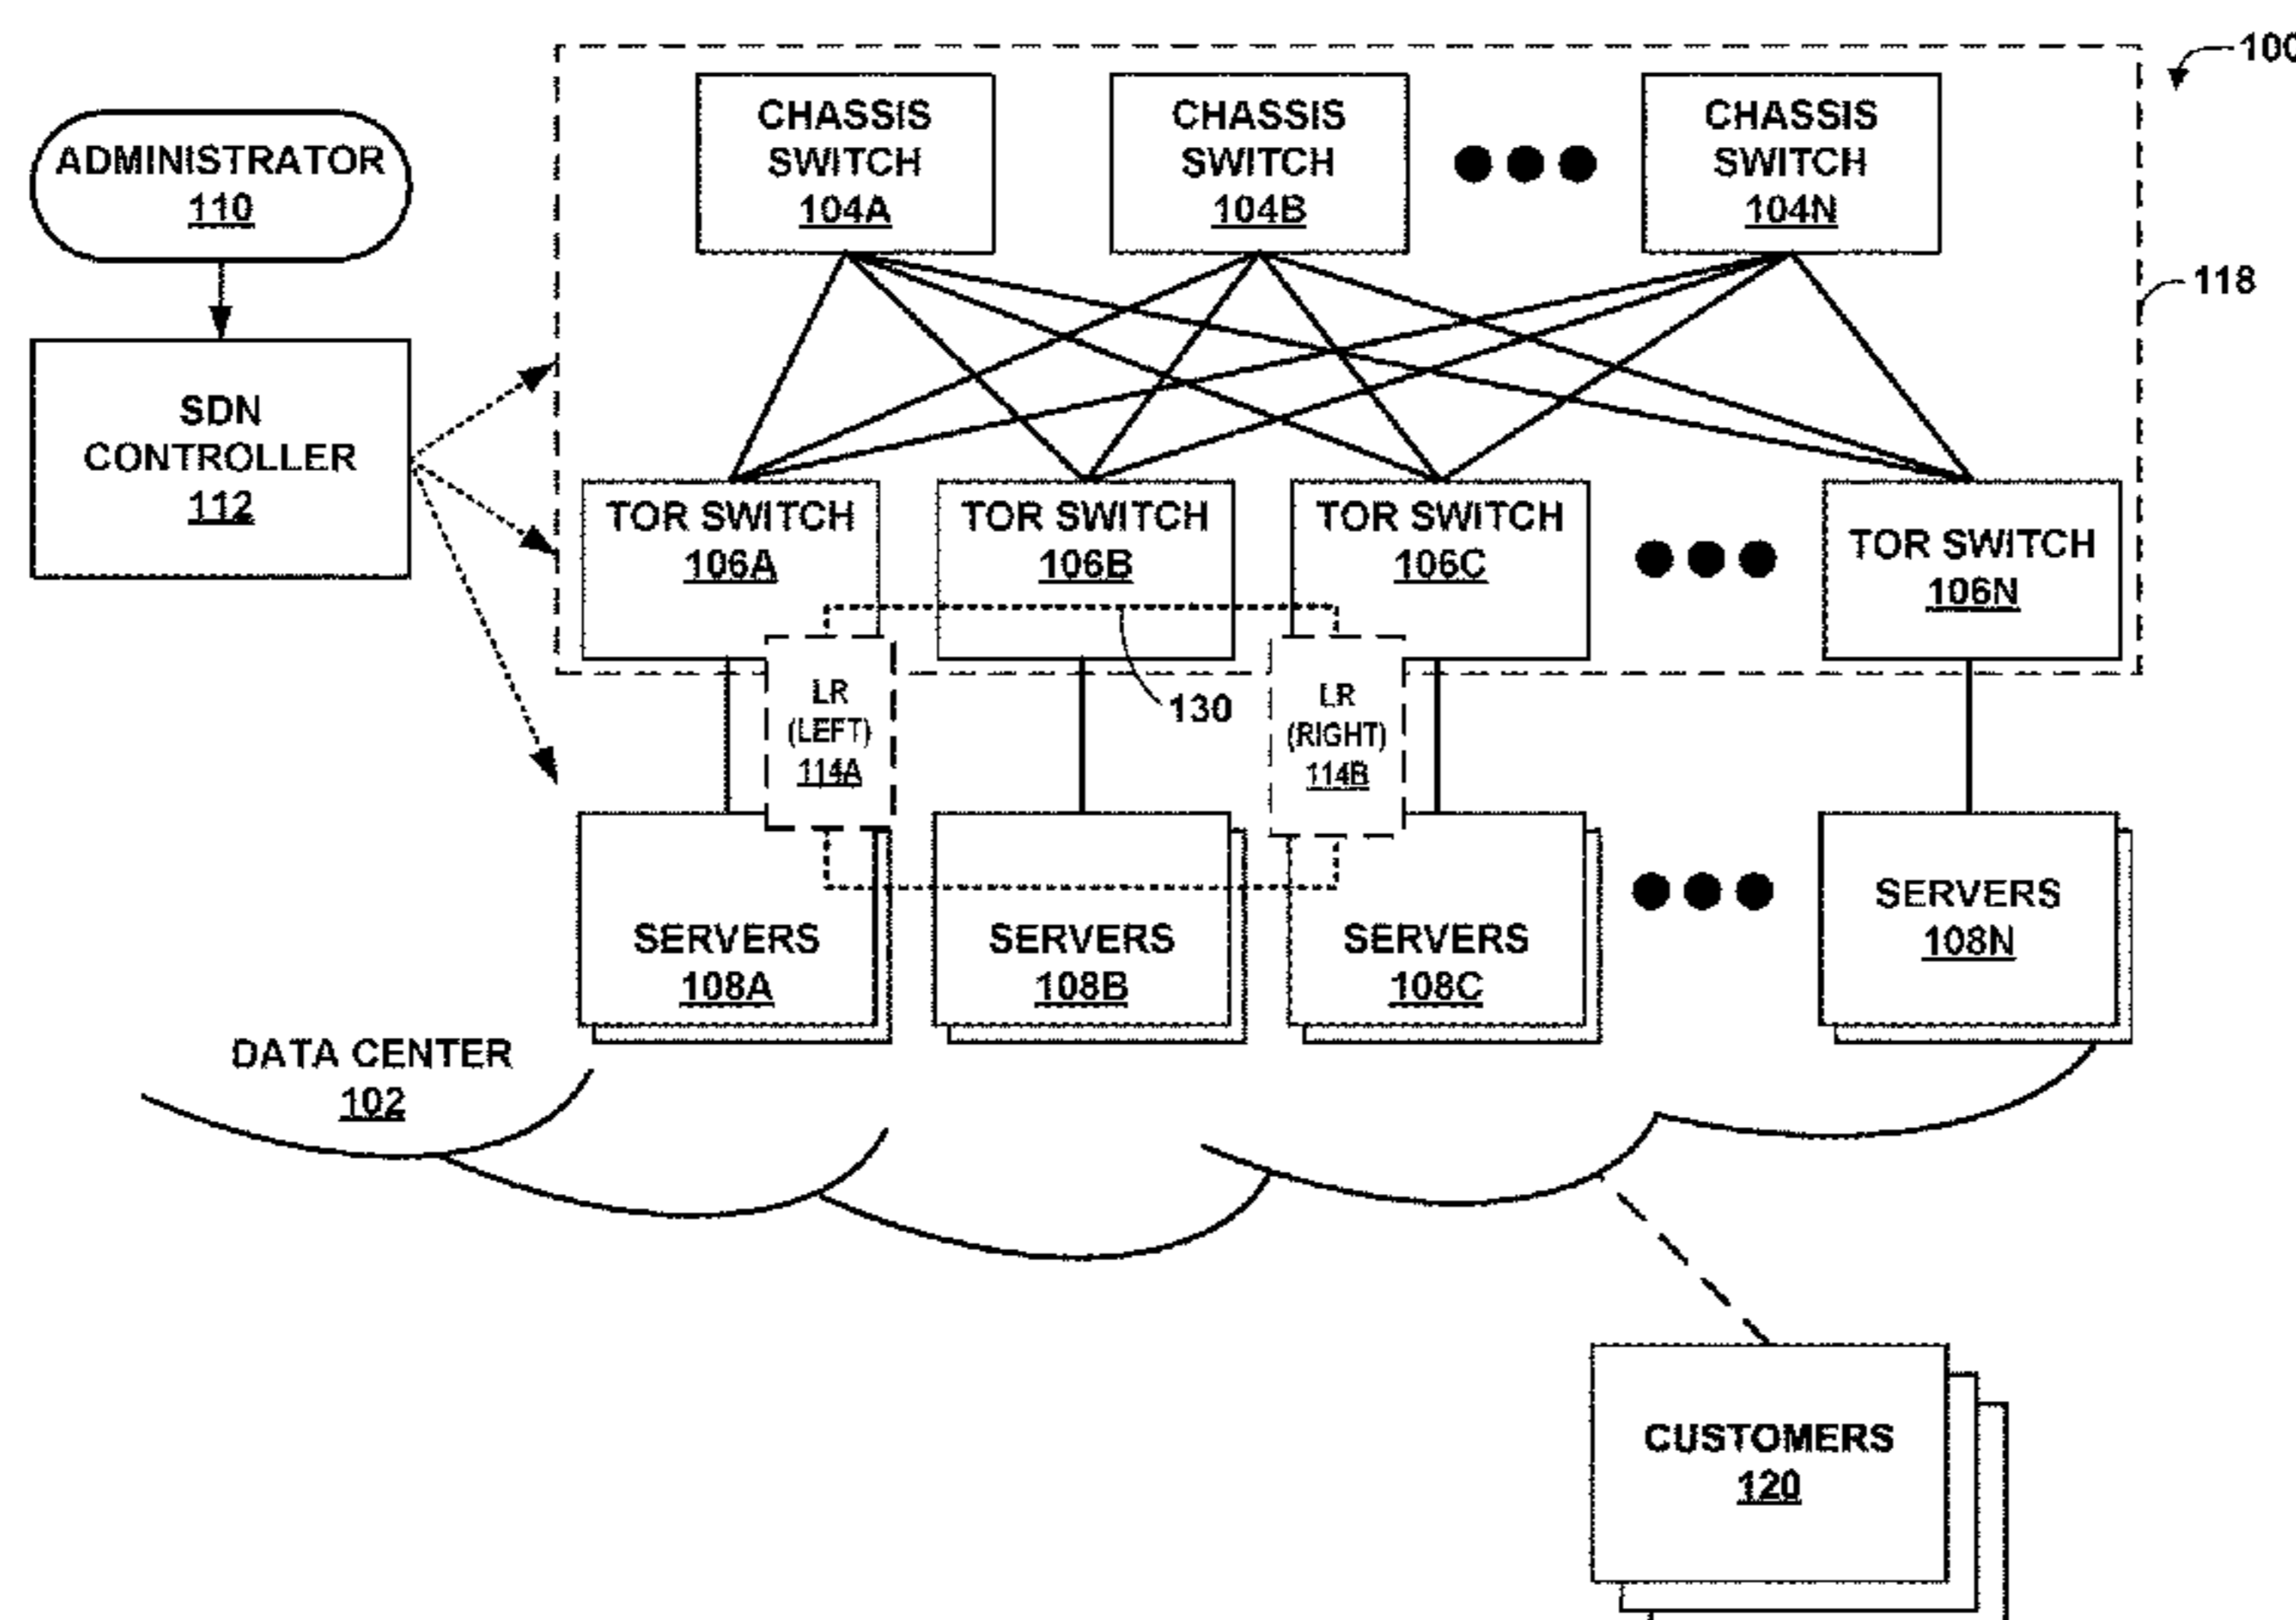 100
CHASSIS
SWITCH
104A
CHASSIS
SWITCH
104B
CHASSIS
SWITCH
104N
ADMINISTRATOR
110
118
SDN
CONTROLLER
112
TOR SWITCH
106A
TOR SWITCH
106B
TOR SWITCH
106C
TOR SWITCH
106N
LR
(LEFT)
114A
130
LR
(RIGHT)
114B
SERVERS
108A
SERVERS
108B
SERVERS
108C
SERVERS
108N
DATA CENTER
102
CUSTOMERS
120